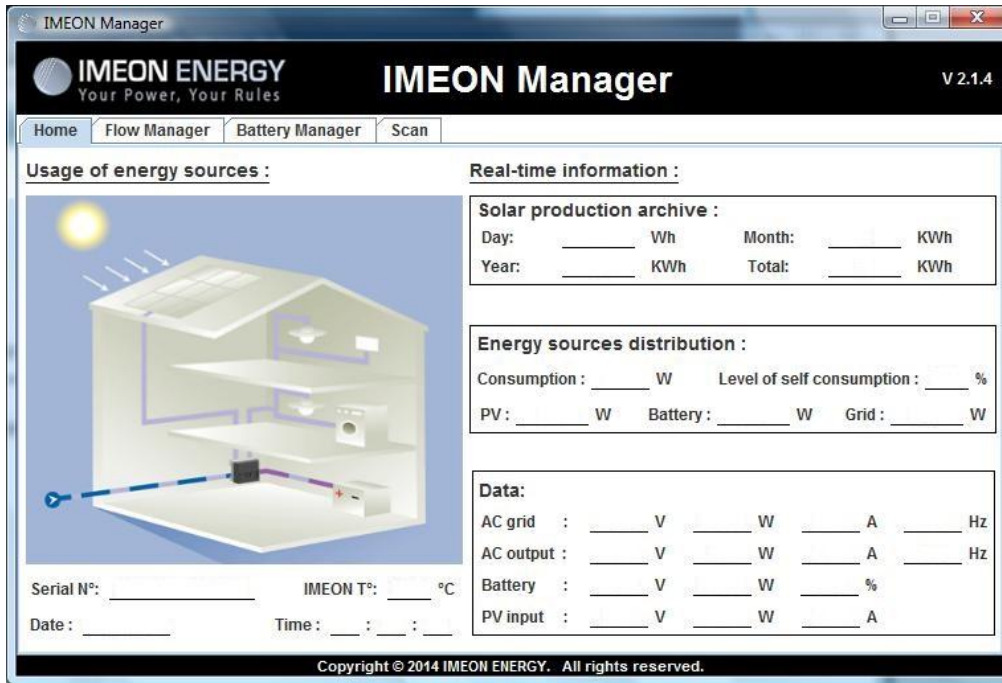 IMEON Manager
IMEON ENERGY
Your Power, Your Rules
IMEON Manager
V 2.1.4
Home Flow Manager Battery Manager Scan
Usage of energy sources :
Serial N°: IMEON T°: °C
Date : Time : : :
Real-time information :
Solar production archive :
Day: Wh Month: KWh
Year: KWh Total: KWh
Energy sources distribution :
Consumption : W Level of self consumption : %
PV : W Battery : W Grid : W
Data:
AC grid : V W A Hz
AC output : V W A Hz
Battery : V W %
PV input : V W A
Copyright © 2014 IMEON ENERGY. All rights reserved.